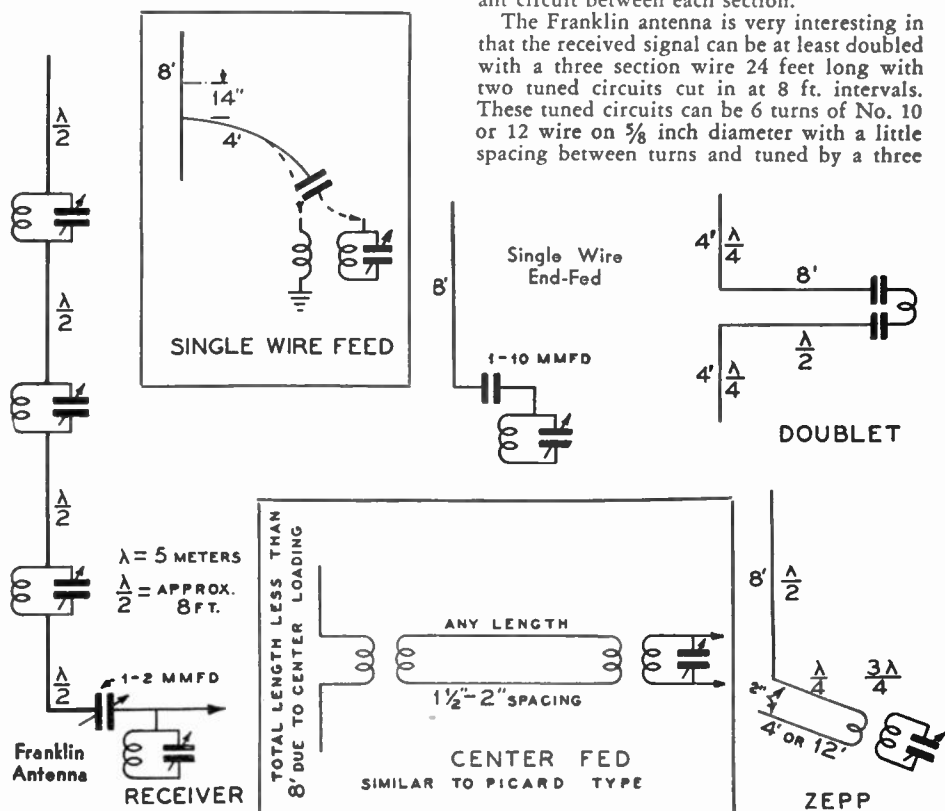 ant circuit between each section.
The Franklin antenna is very interesting in
that the received signal can be at least doubled
with a three section wire 24 feet long with
two tuned circuits cut in at 8 ft. intervals.
These tuned circuits can be 6 turns of No. 10
or 12 wire on ⅝ inch diameter with a little
spacing between turns and tuned by a three
λ/2
λ/2
λ/2
λ/2
λ = 5 METERS
λ/2 = APPROX.
8 FT.
1-2 MMFD
Franklin
Antenna
RECEIVER
8'
14"
4'
SINGLE WIRE FEED
8'
Single Wire
End-Fed
1-10 MMFD
4' λ/4
8'
λ/2
4' λ/4
DOUBLET
TOTAL LENGTH LESS THAN
8' DUE TO CENTER LOADING
ANY LENGTH
1½"-2" SPACING
CENTER FED
SIMILAR TO PICARD TYPE
8' λ/2
λ/4 3λ/4
2"
4' OR 12'
ZEPP